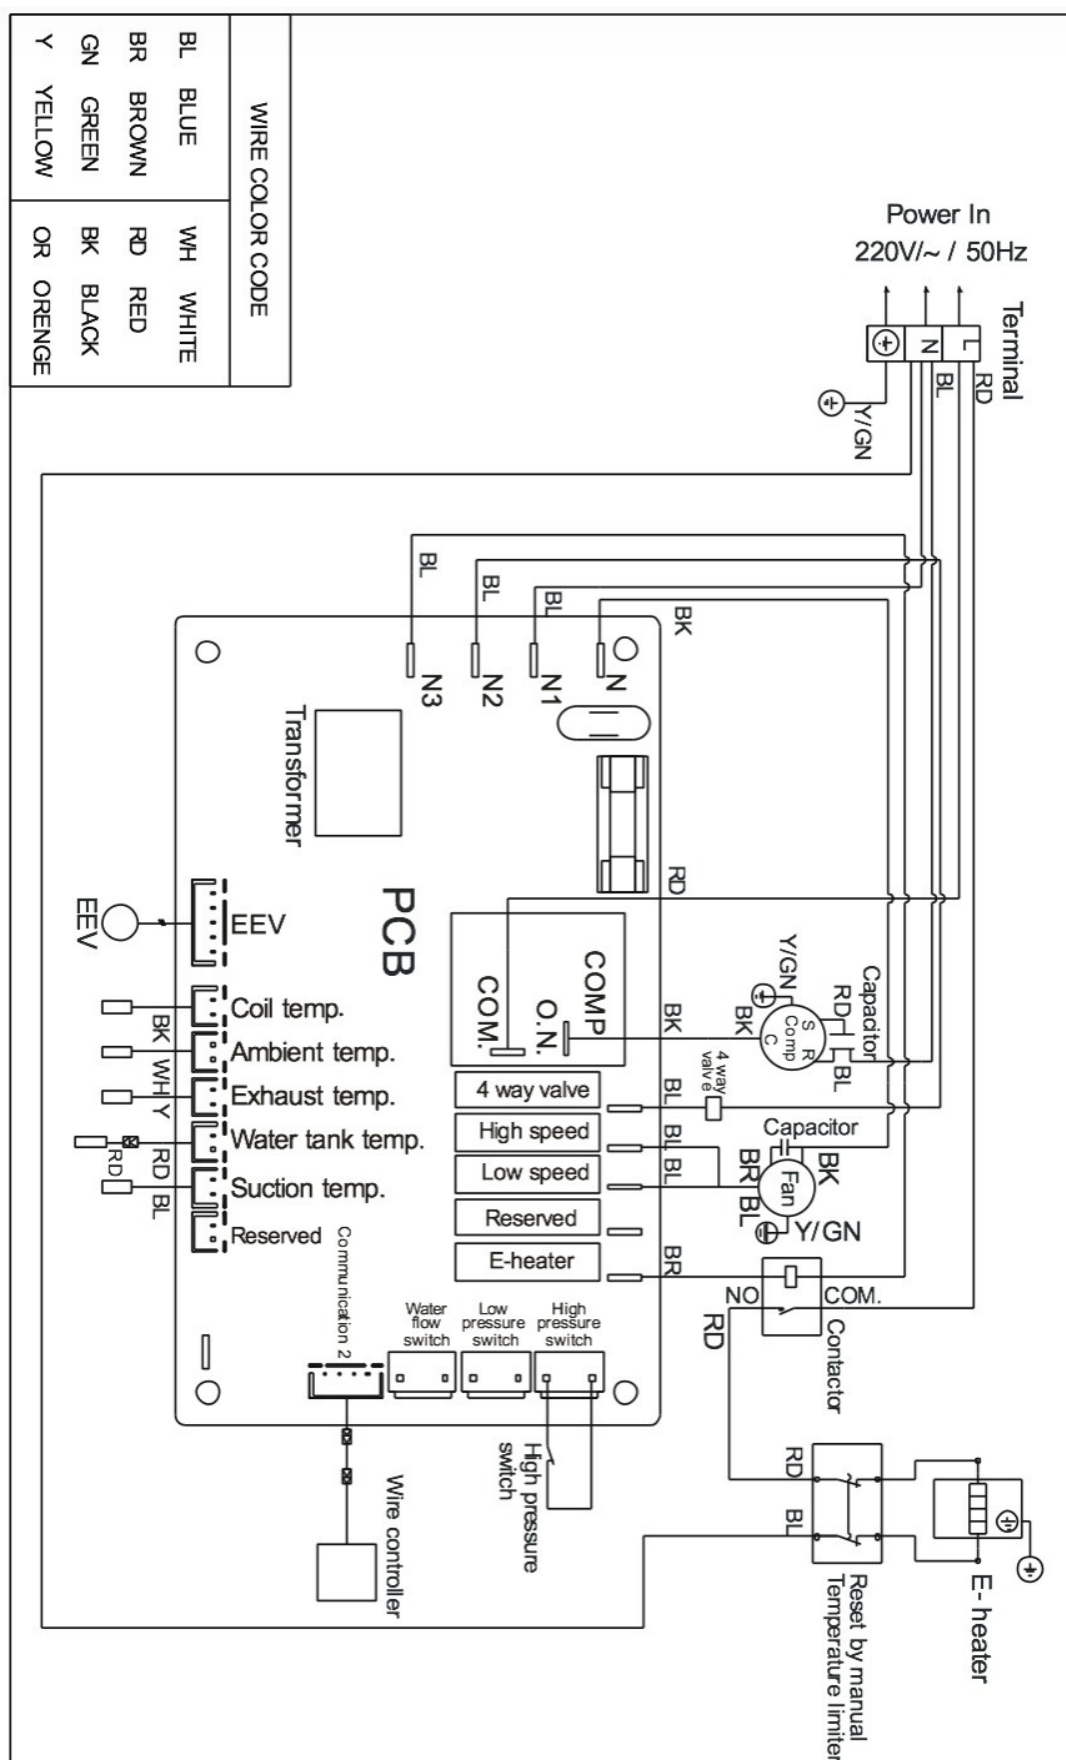 WIRE COLOR CODE
BL BLUE
WH WHITE
BR BROWN
RD RED
GN GREEN
BK BLACK
Y YELLOW
OR ORENGE
Power In
220V/~ / 50Hz
Terminal
L
N
RD
BL
Y/GN
BL
BL
BL
BK
N3
N2
N1
N
Transformer
PCB
RD
EEV
EEV
COMP
O.N.
COM.
BK
BK
Y/GN
RD
Capacitor
S
Comp
R
C
BL
Coil temp.
BK
Ambient temp.
WH
Exhaust temp.
Y
Water tank temp.
RD
RD
Suction temp.
BL
Reserved
4 way valve
BL
4 way
valve
High speed
BL
Low speed
BL
Reserved
E-heater
BR
Capacitor
BR
BK
Fan
BL
Y/GN
NO
COM.
RD
Contactor
Communication 2
Water
flow
switch
Low
pressure
switch
High
pressure
switch
High pressure
switch
Wire controller
RD
BL
Reset by manual
Temperature limiter
E-heater